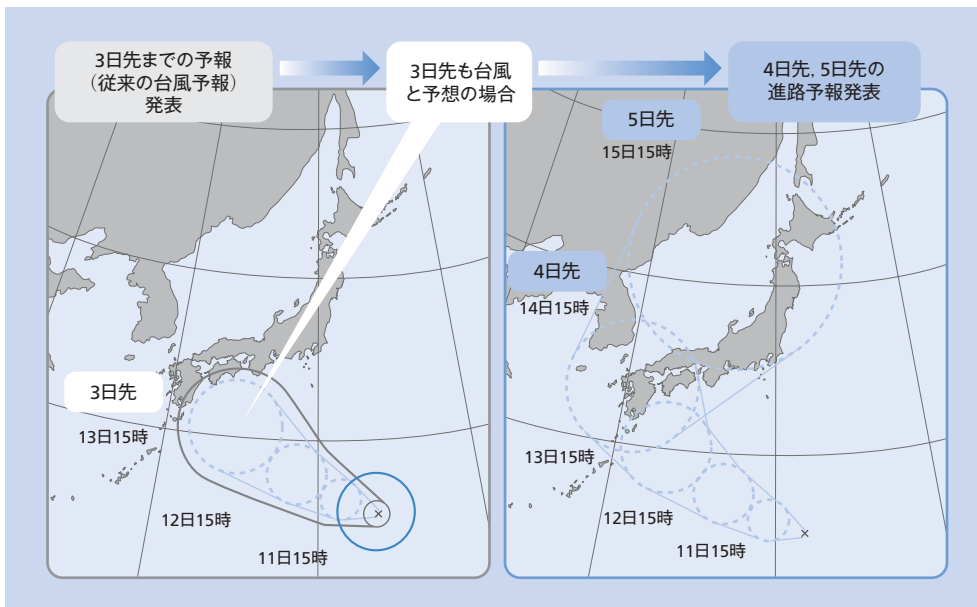 3日先までの予報
（従来の台風予報）
発表
3日先も台風
と予想の場合
4日先, 5日先の
進路予報発表
3日先
13日15時
12日15時
11日15時
5日先
15日15時
4日先
14日15時
13日15時
12日15時
11日15時